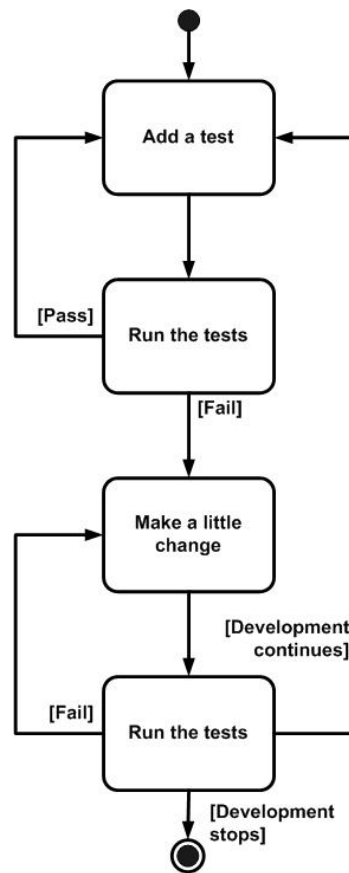 Add a test
[Pass]
Run the tests
[Fail]
Make a little
change
[Development
continues]
[Fail]
Run the tests
[Development
stops]